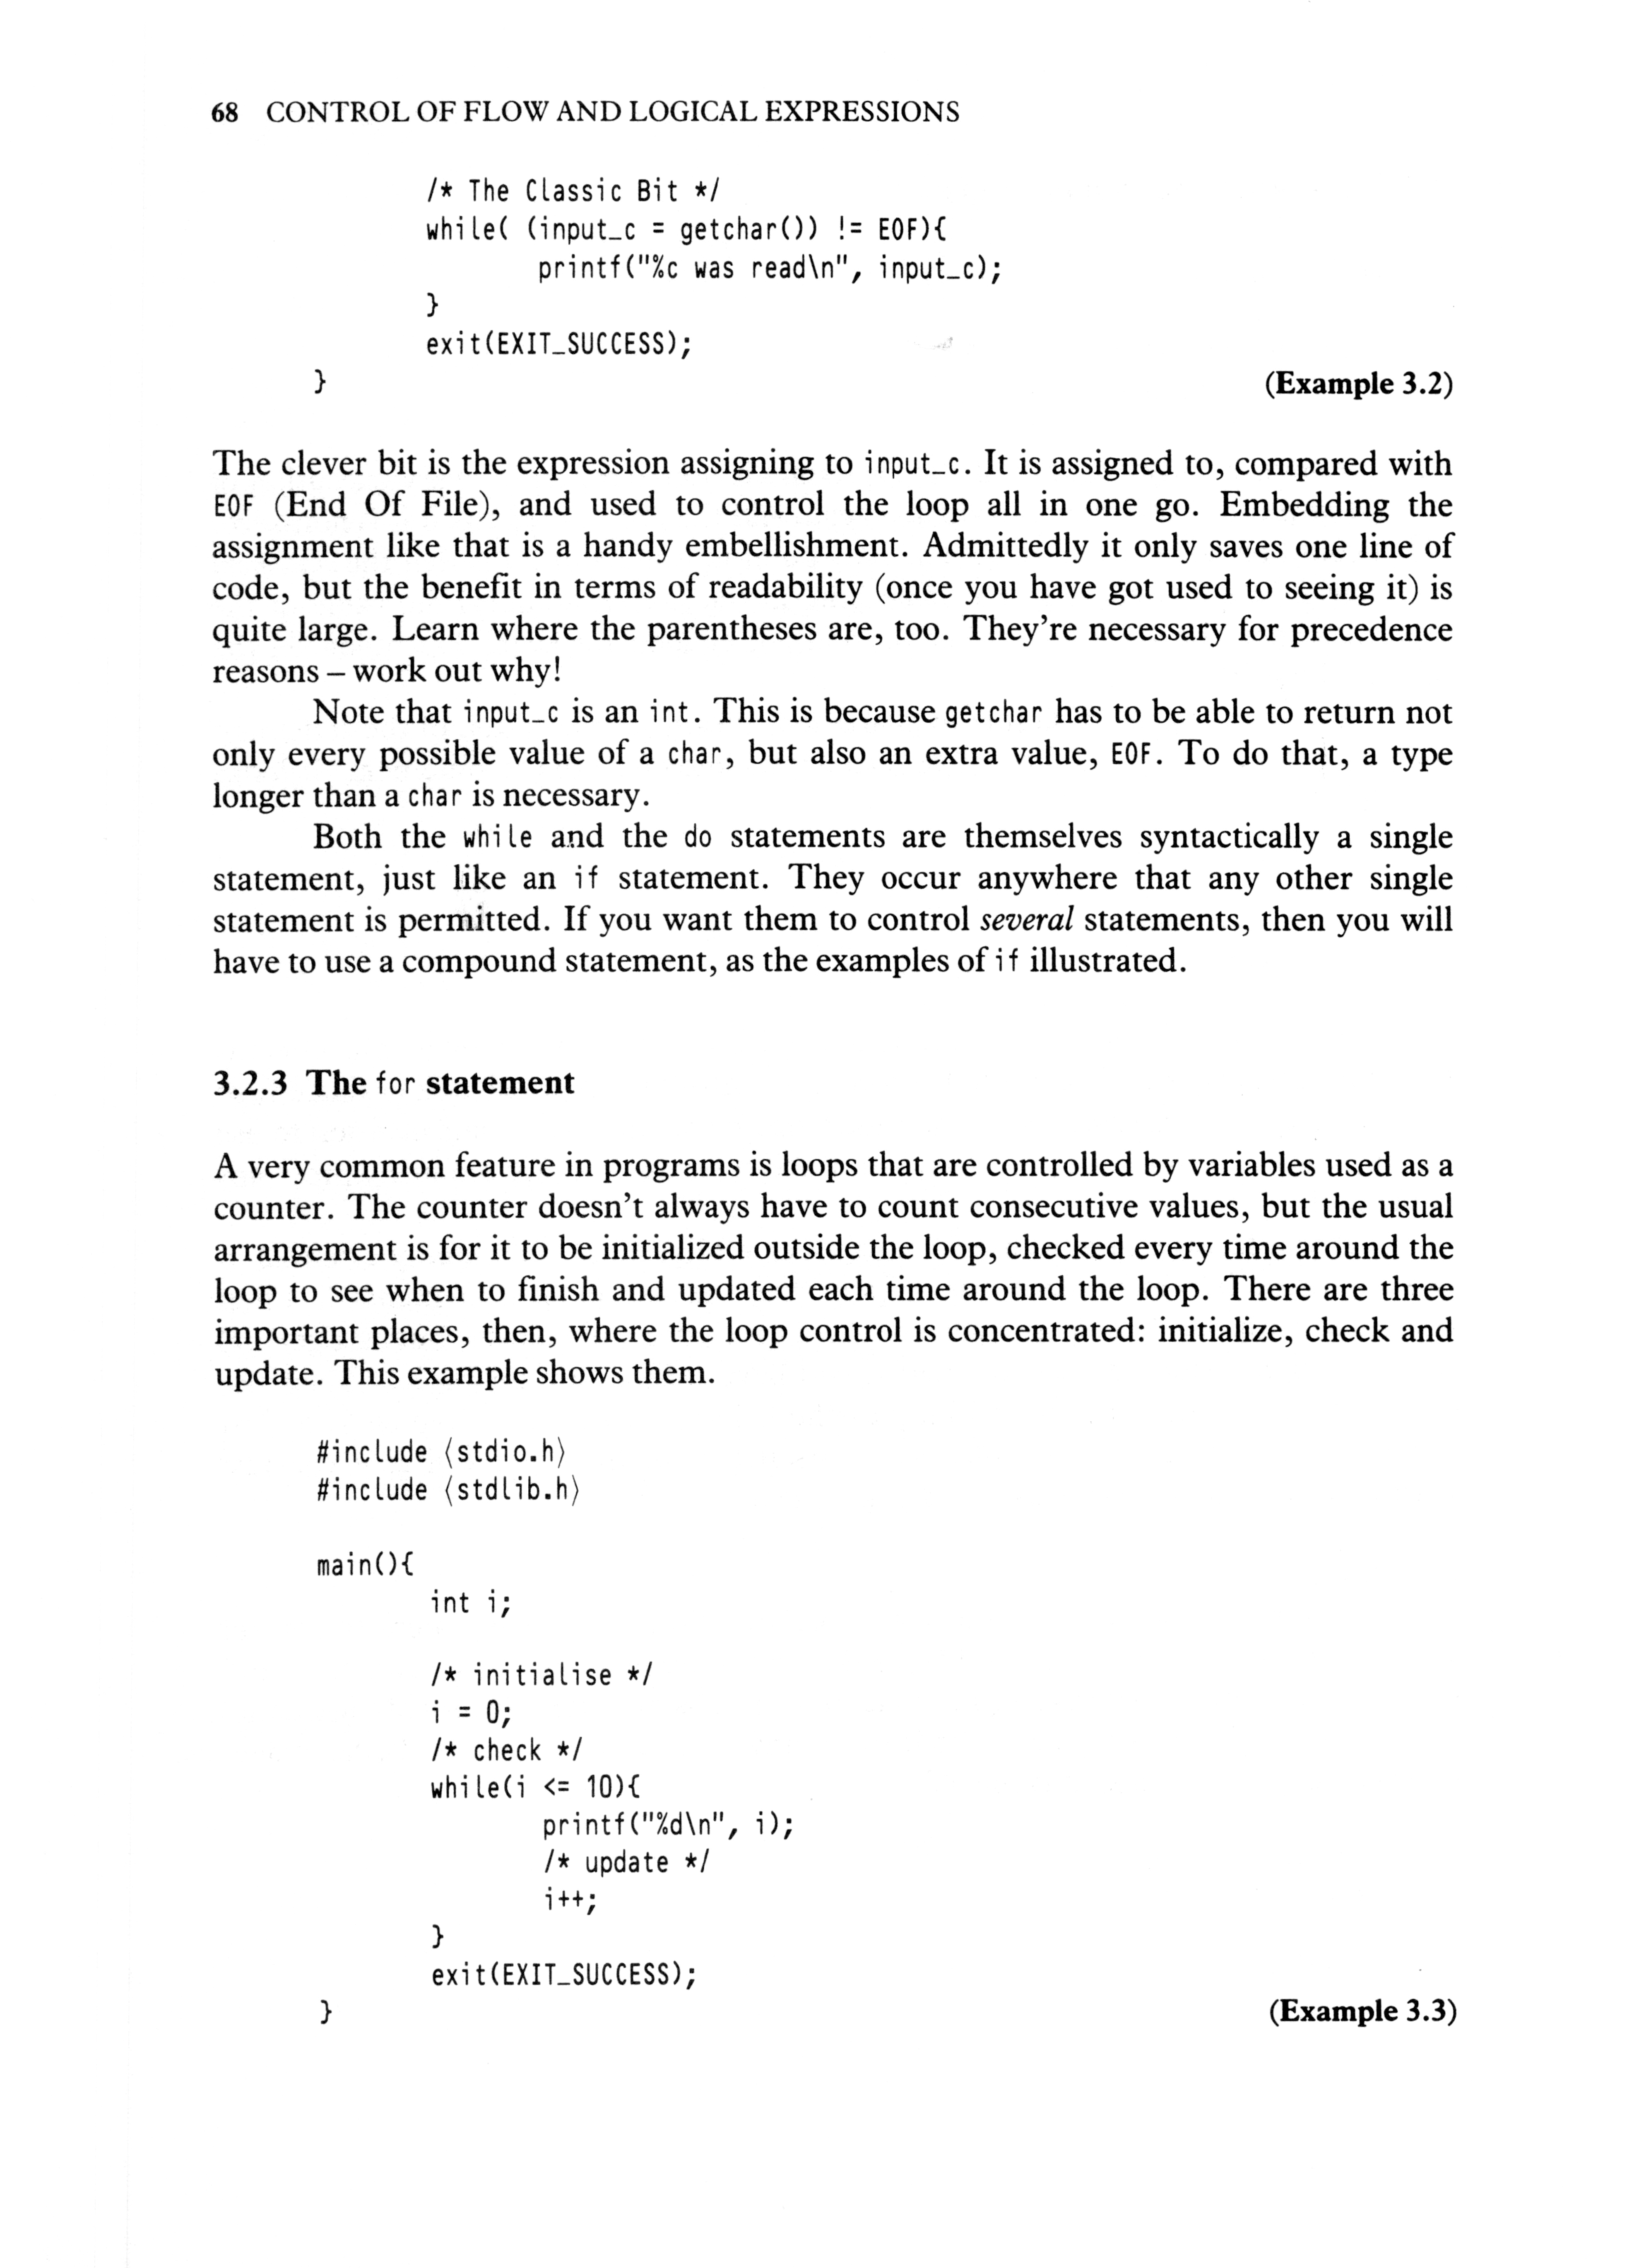 68 CONTROL OF FLOW AND LOGICAL EXPRESSIONS
/* The Classic Bit */
while( (input_c = getchar()) != EOF){
printf("%c was read\n", input_c);
}
exit(EXIT_SUCCESS);
}
(Example 3.2)
The clever bit is the expression assigning to input_c. It is assigned to, compared with
EOF (End Of File), and used to control the loop all in one go. Embedding the
assignment like that is a handy embellishment. Admittedly it only saves one line of
code, but the benefit in terms of readability (once you have got used to seeing it) is
quite large. Learn where the parentheses are, too. They're necessary for precedence
reasons – work out why!
Note that input_c is an int. This is because getchar has to be able to return not
only every possible value of a char, but also an extra value, EOF. To do that, a type
longer than a char is necessary.
Both the while and the do statements are themselves syntactically a single
statement, just like an if statement. They occur anywhere that any other single
statement is permitted. If you want them to control several statements, then you will
have to use a compound statement, as the examples of if illustrated.
3.2.3 The for statement
A very common feature in programs is loops that are controlled by variables used as a
counter. The counter doesn't always have to count consecutive values, but the usual
arrangement is for it to be initialized outside the loop, checked every time around the
loop to see when to finish and updated each time around the loop. There are three
important places, then, where the loop control is concentrated: initialize, check and
update. This example shows them.
#include ⟨stdio.h⟩
#include ⟨stdlib.h⟩
main(){
int i;
/* initialise */
i = 0;
/* check */
while(i <= 10){
printf("%d\n", i);
/* update */
i++;
}
exit(EXIT_SUCCESS);
}
(Example 3.3)